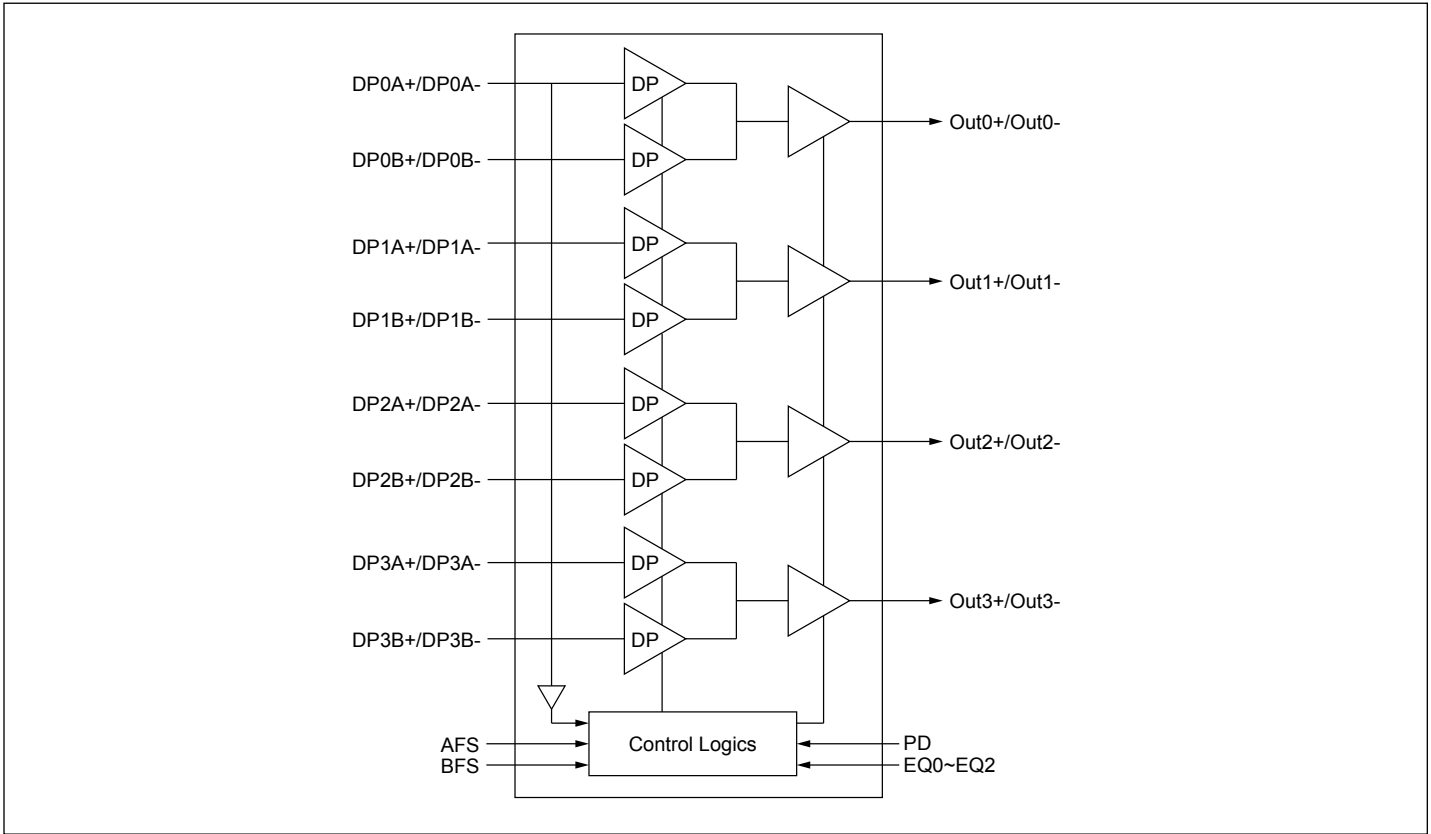 DP0A+/DP0A-
DP
Out0+/Out0-
DP0B+/DP0B-
DP
DP1A+/DP1A-
DP
Out1+/Out1-
DP1B+/DP1B-
DP
DP2A+/DP2A-
DP
Out2+/Out2-
DP2B+/DP2B-
DP
DP3A+/DP3A-
DP
Out3+/Out3-
DP3B+/DP3B-
DP
AFS
Control Logics
PD
BFS
EQ0~EQ2